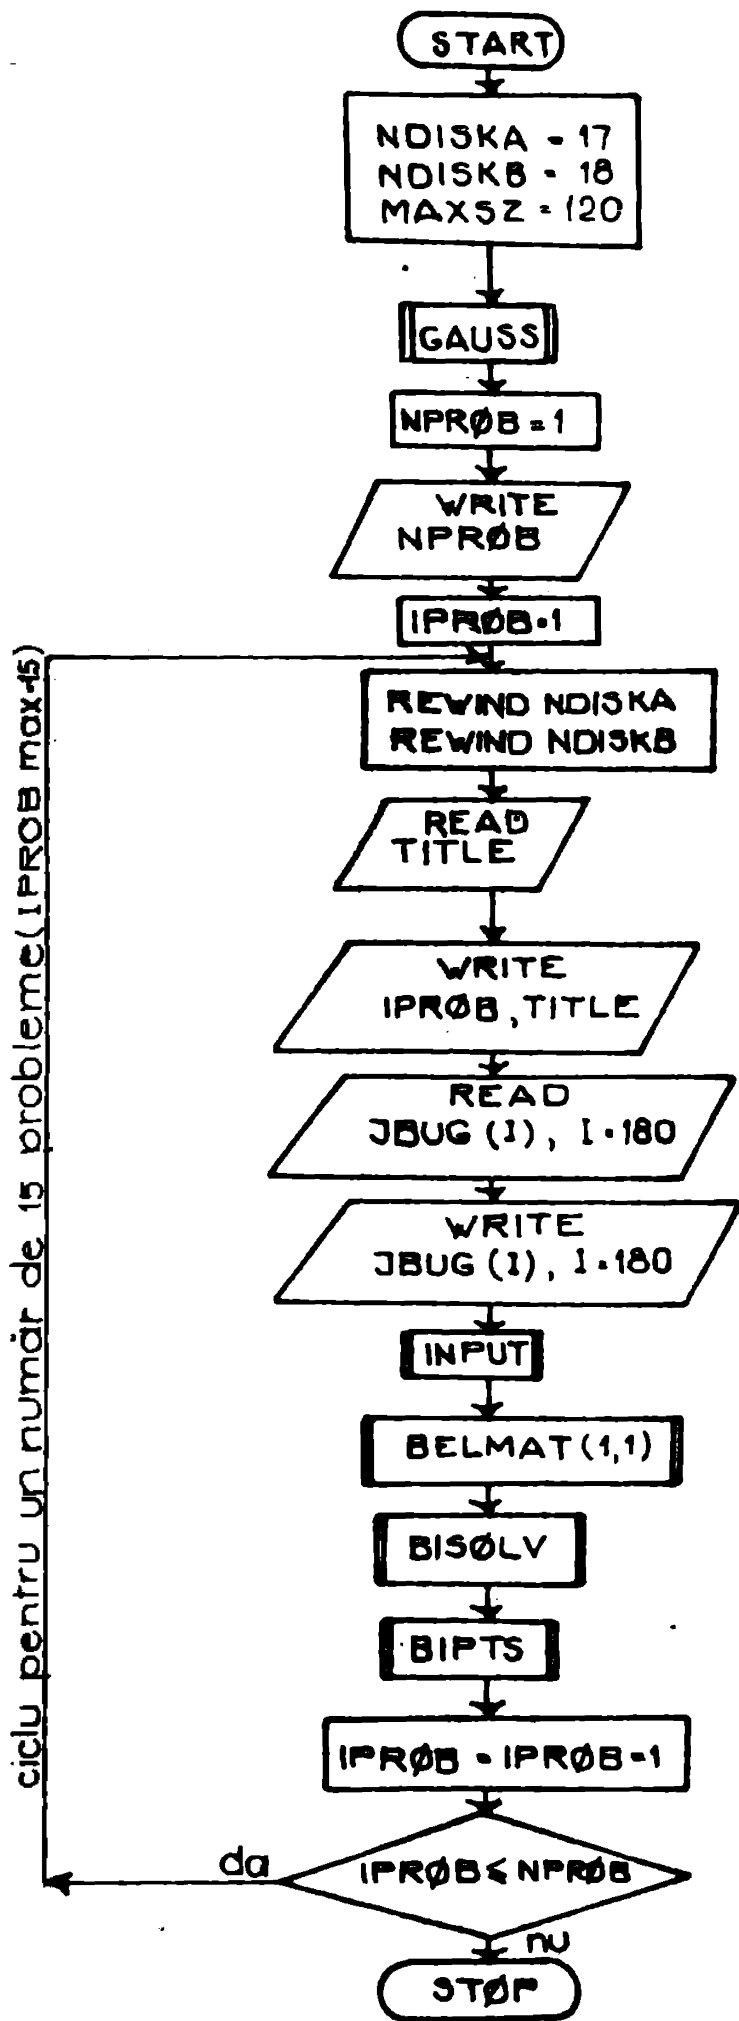 START
NDISKA = 17
NDISKB = 18
MAXSZ = 120
GAUSS
NPRØB = 1
WRITE
NPRØB
IPRØB=1
REWIND NDISKA
REWIND NDISKB
READ
TITLE
WRITE
IPRØB, TITLE
READ
JBUG (I), I=180
WRITE
JBUG (I), I=180
INPUT
BELMAT (1,1)
BISØLV
BIPTS
IPRØB = IPRØB=1
IPRØB ≤ NPRØB
da
nu
STØP
ciclu pentru un număr de 15 probleme (IPROB max=15)